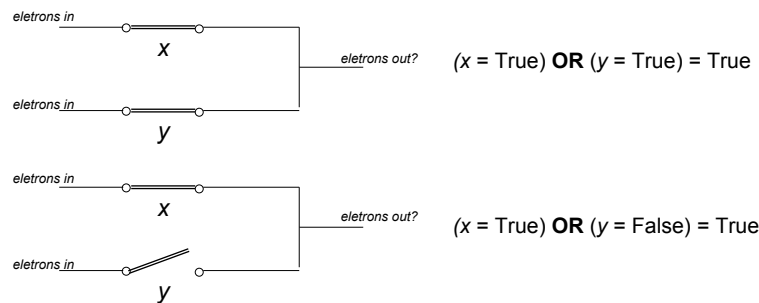 eletrons in
x
eletrons out?
(x = True) OR (y = True) = True
eletrons in
y
eletrons in
x
eletrons out?
(x = True) OR (y = False) = True
eletrons in
y